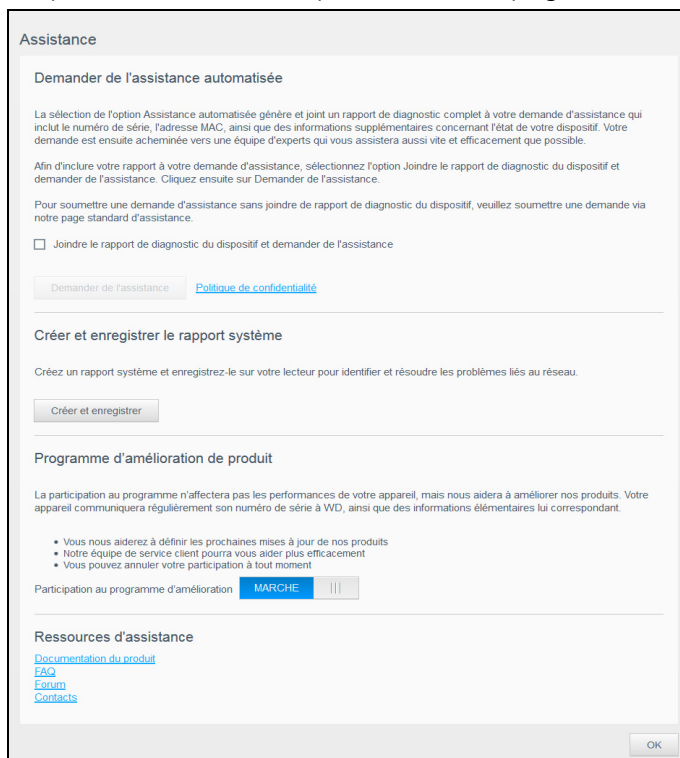 Assistance
Demander de l'assistance automatisée
La sélection de l'option Assistance automatisée génère et joint un rapport de diagnostic complet à votre demande d'assistance qui
inclut le numéro de série, l'adresse MAC, ainsi que des informations supplémentaires concernant l'état de votre dispositif. Votre
demande est ensuite acheminée vers une équipe d'experts qui vous assistera aussi vite et efficacement que possible.
Afin d'inclure votre rapport à votre demande d'assistance, sélectionnez l'option Joindre le rapport de diagnostic du dispositif et
demander de l'assistance. Cliquez ensuite sur Demander de l'assistance.
Pour soumettre une demande d'assistance sans joindre de rapport de diagnostic du dispositif, veuillez soumettre une demande via
notre page standard d'assistance.
Joindre le rapport de diagnostic du dispositif et demander de l'assistance
Demander de l'assistance Politique de confidentialité
Créer et enregistrer le rapport système
Créez un rapport système et enregistrez-le sur votre lecteur pour identifier et résoudre les problèmes liés au réseau.
Créer et enregistrer
Programme d'amélioration de produit
La participation au programme n'affectera pas les performances de votre appareil, mais nous aidera à améliorer nos produits. Votre
appareil communiquera régulièrement son numéro de série à WD, ainsi que des informations élémentaires lui correspondant.
• Vous nous aiderez à définir les prochaines mises à jour de nos produits
• Notre équipe de service client pourra vous aider plus efficacement
• Vous pouvez annuler votre participation à tout moment
Participation au programme d'amélioration MARCHE
Ressources d'assistance
Documentation du produit
FAQ
Forum
Contacts
OK